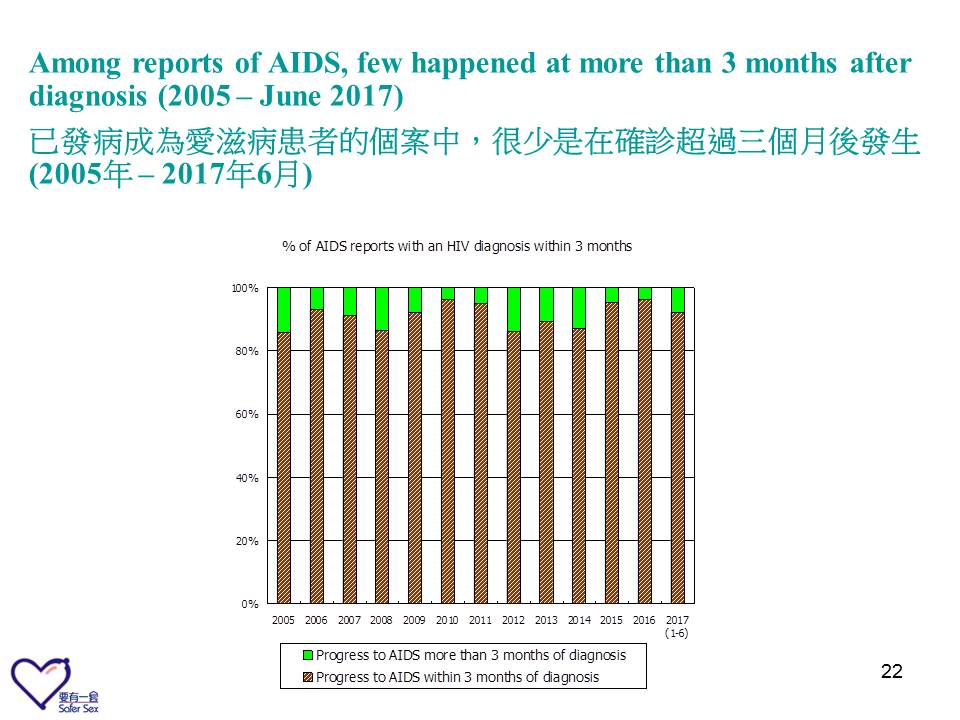 Among reports of AIDS, few happened at more than 3 months after
diagnosis (2005 – June 2017)
已發病成為愛滋病患者的個案中，很少是在確診超過三個月後發生
(2005年 – 2017年6月)
% of AIDS reports with an HIV diagnosis within 3 months
100%
80%
60%
40%
20%
0%
2005 2006 2007 2008 2009 2010 2011 2012 2013 2014 2015 2016 2017
(1-6)
Progress to AIDS more than 3 months of diagnosis
Progress to AIDS within 3 months of diagnosis
要有一套
Safer Sex
22